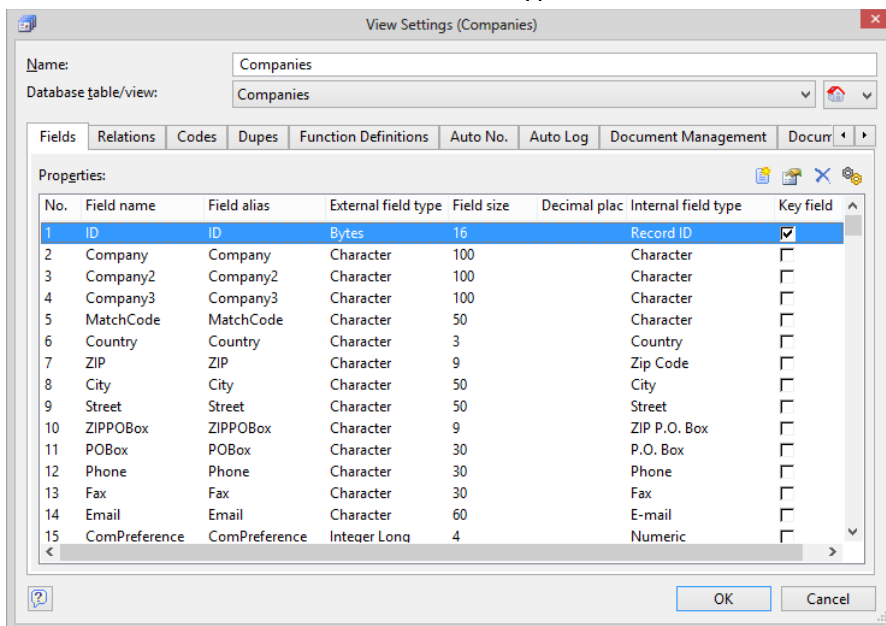 View Settings (Companies)
Name: Companies
Database table/view: Companies
Fields Relations Codes Dupes Function Definitions Auto No. Auto Log Document Management Docum
Properties:
No. Field name Field alias External field type Field size Decimal plac Internal field type Key field
1 ID ID Bytes 16 Record ID
2 Company Company Character 100 Character
3 Company2 Company2 Character 100 Character
4 Company3 Company3 Character 100 Character
5 MatchCode MatchCode Character 50 Character
6 Country Country Character 3 Country
7 ZIP ZIP Character 9 Zip Code
8 City City Character 50 City
9 Street Street Character 50 Street
10 ZIPPOBox ZIPPOBox Character 9 ZIP P.O. Box
11 POBox POBox Character 30 P.O. Box
12 Phone Phone Character 30 Phone
13 Fax Fax Character 30 Fax
14 Email Email Character 60 E-mail
15 ComPreference ComPreference Integer Long 4 Numeric
OK Cancel